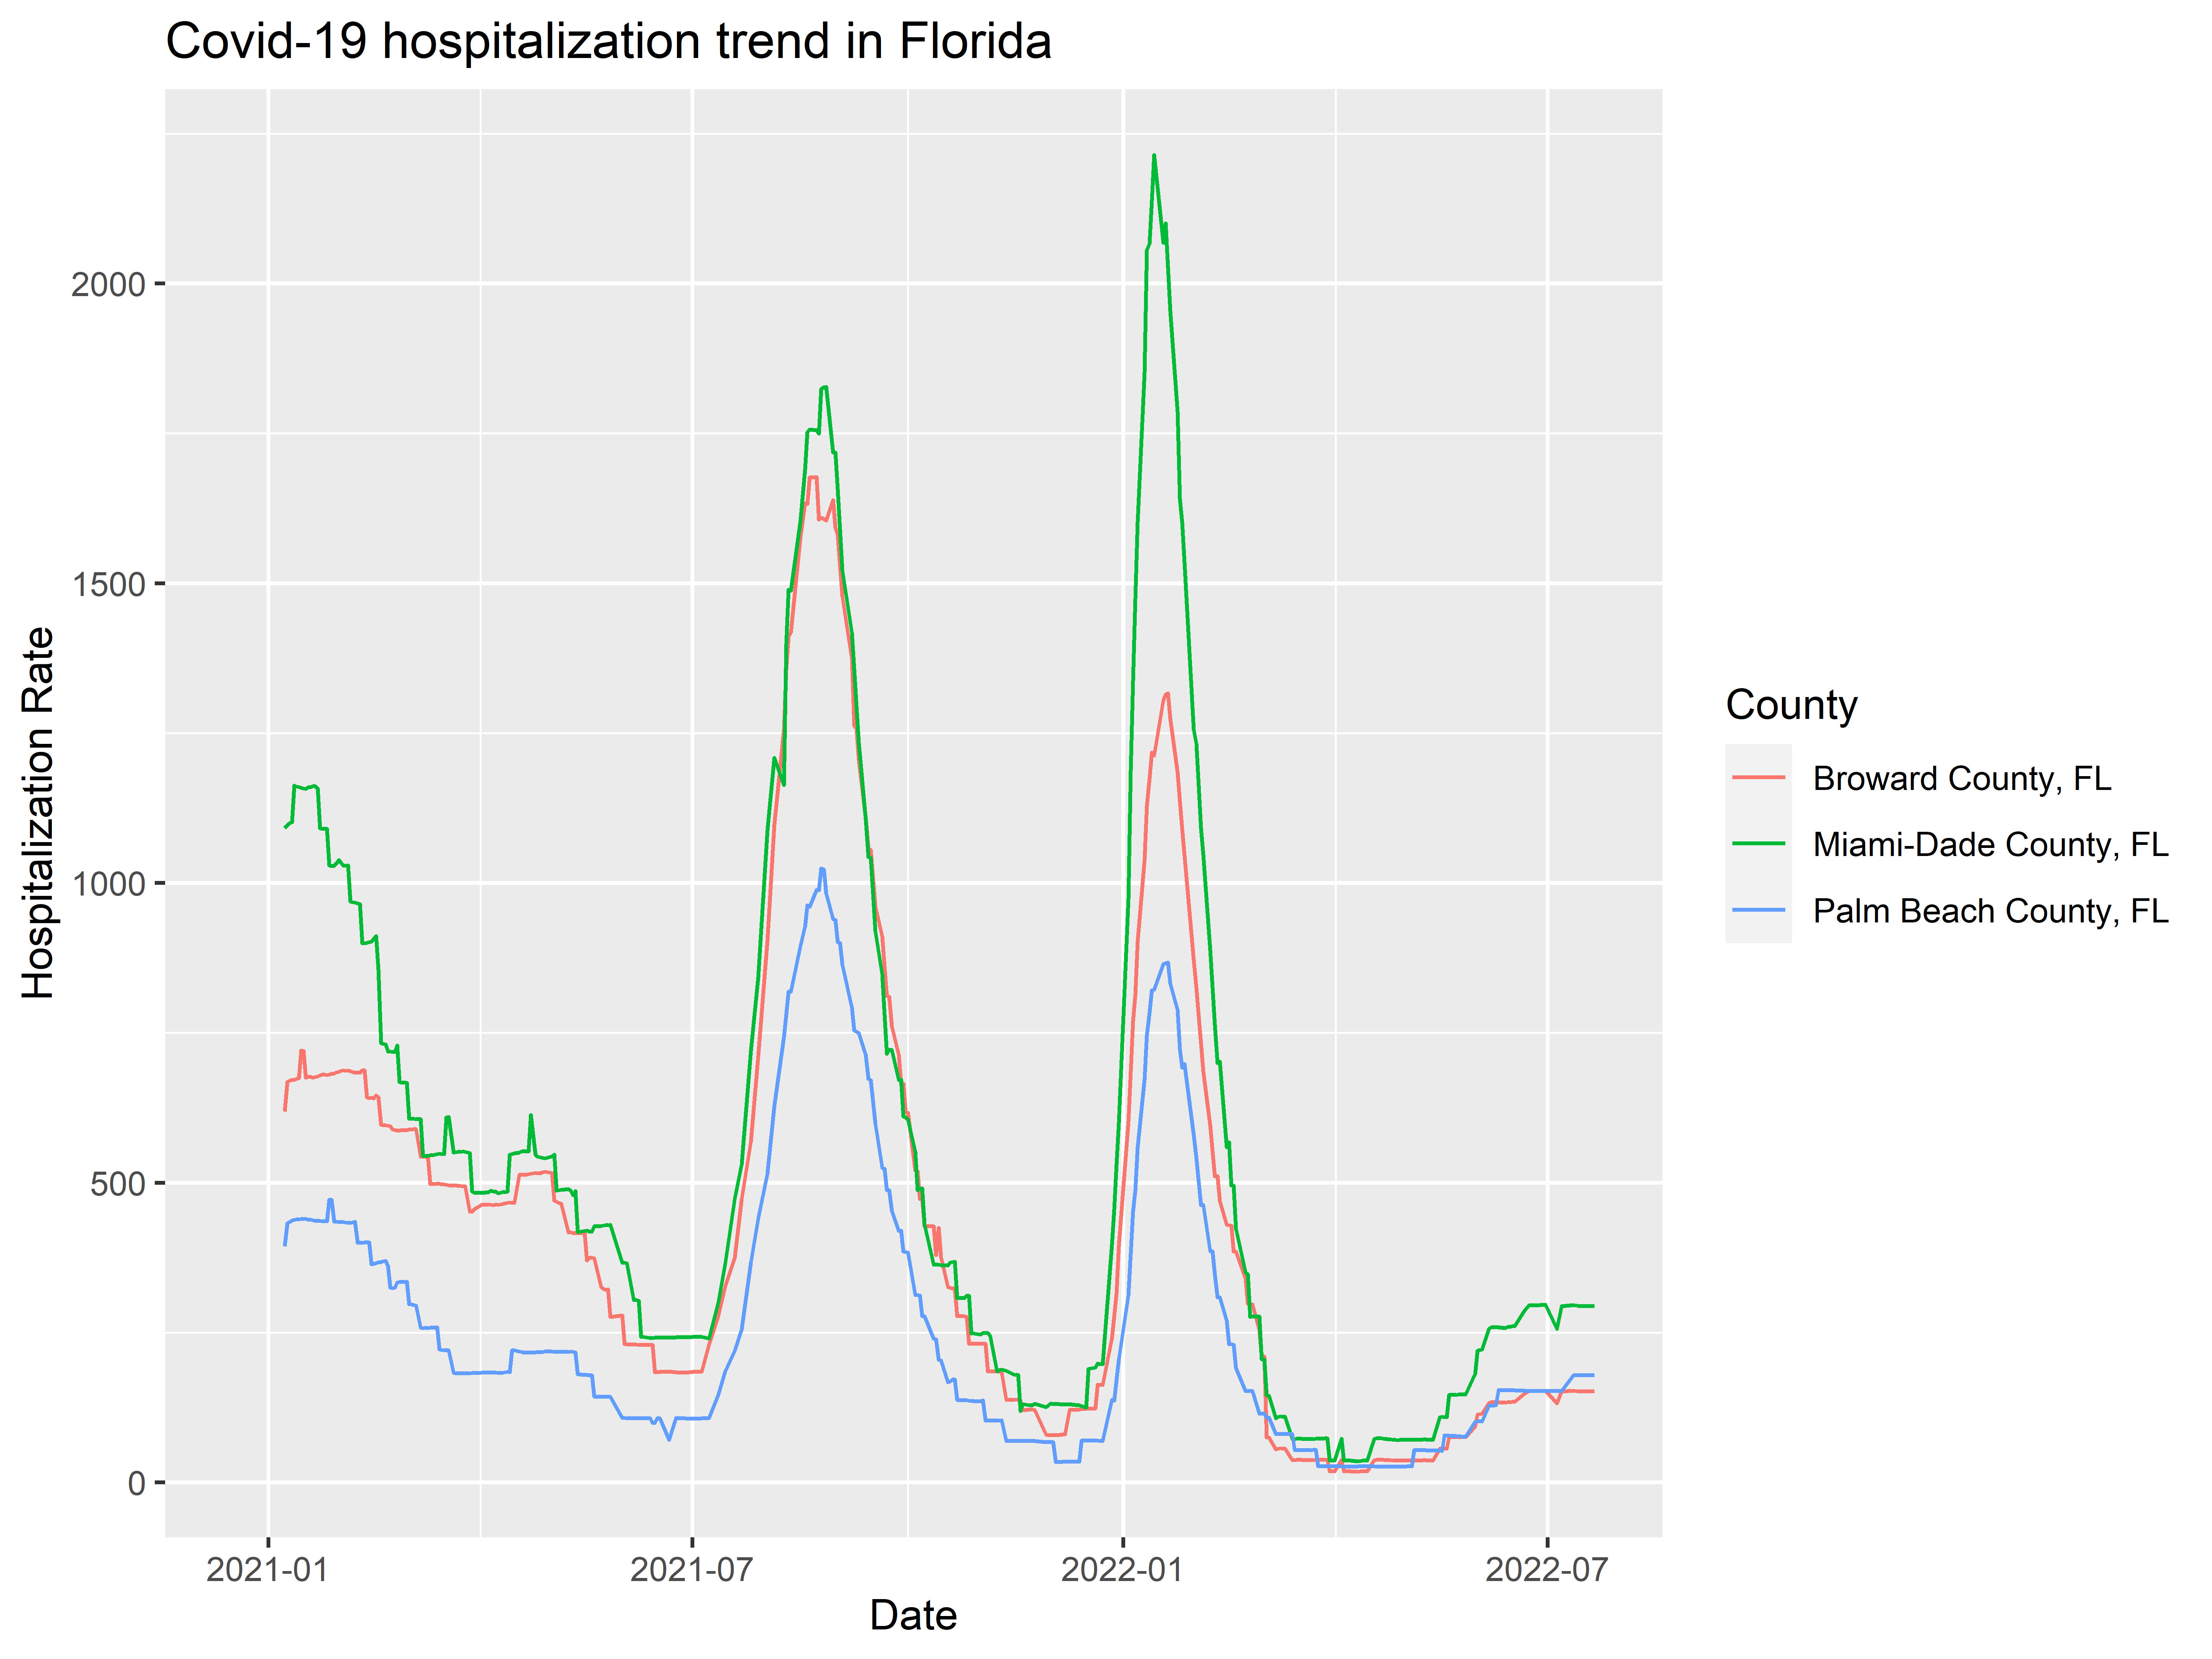 Covid-19 hospitalization trend in Florida
Hospitalization Rate
2000
1500
1000
500
0
2021-01
2021-07
2022-01
2022-07
Date
County
Broward County, FL
Miami-Dade County, FL
Palm Beach County, FL